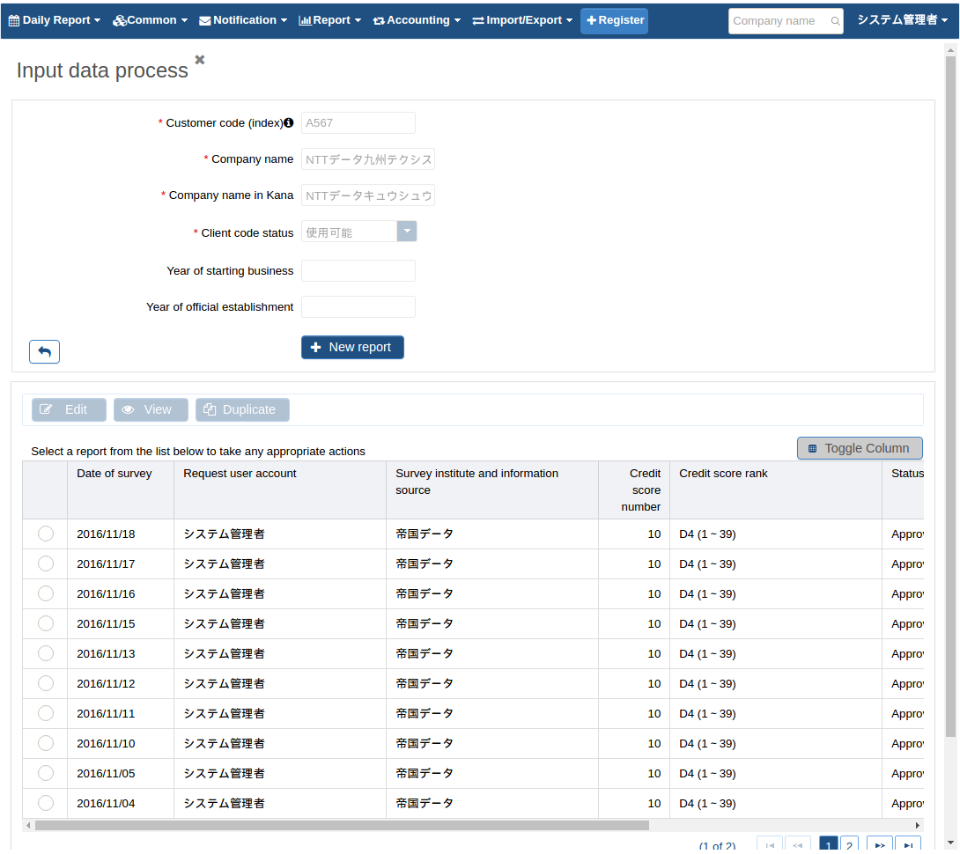 Daily Report Common Notification Report Accounting Import/Export Register Company name システム管理者
Input data process
* Customer code (index) A567
* Company name NTTデータ九州テクシス
* Company name in Kana NTTデータキュウシュウ
* Client code status 使用可能
Year of starting business
Year of official establishment
New report
Edit View Duplicate
Select a report from the list below to take any appropriate actions
Toggle Column
Date of survey Request user account Survey institute and information source Credit score number Credit score rank Status
2016/11/18 システム管理者 帝国データ 10 D4 (1 ~ 39) Approv
2016/11/17 システム管理者 帝国データ 10 D4 (1 ~ 39) Approv
2016/11/16 システム管理者 帝国データ 10 D4 (1 ~ 39) Approv
2016/11/15 システム管理者 帝国データ 10 D4 (1 ~ 39) Approv
2016/11/13 システム管理者 帝国データ 10 D4 (1 ~ 39) Approv
2016/11/12 システム管理者 帝国データ 10 D4 (1 ~ 39) Approv
2016/11/11 システム管理者 帝国データ 10 D4 (1 ~ 39) Approv
2016/11/10 システム管理者 帝国データ 10 D4 (1 ~ 39) Approv
2016/11/05 システム管理者 帝国データ 10 D4 (1 ~ 39) Approv
2016/11/04 システム管理者 帝国データ 10 D4 (1 ~ 39) Approv
(1 of 2) 1 2